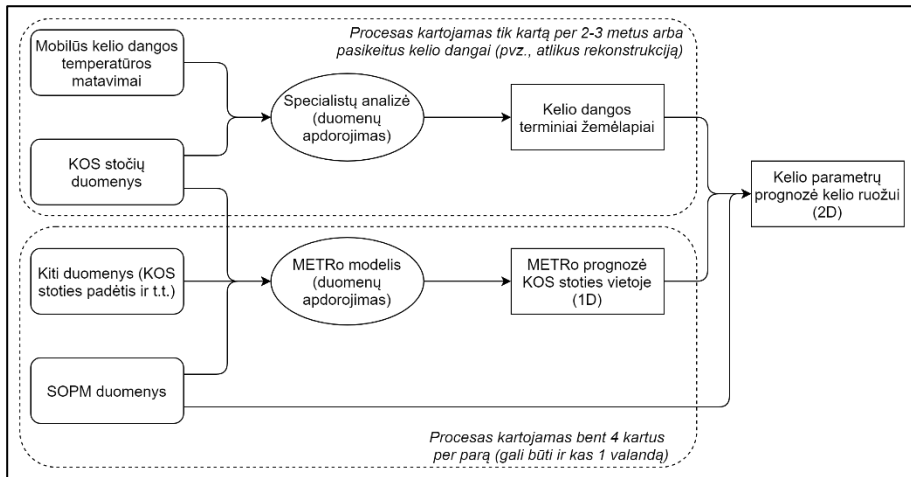 Procesas kartojamas tik kartą per 2-3 metus arba
pasikeitus kelio dangai (pvz., atlikus rekonstrukciją)
Mobilūs kelio dangos
temperatūros
matavimai
Specialistų analizė
(duomenų
apdorojimas)
Kelio dangos
terminiai žemėlapiai
KOS stočių
duomenys
Kelio parametrų
prognozė kelio ruožui
(2D)
Kiti duomenys (KOS
stoties padėtis ir t.t.)
METRo modelis
(duomenų
apdorojimas)
METRo prognozė
KOS stoties vietoje
(1D)
SOPM duomenys
Procesas kartojamas bent 4 kartus
per parą (gali būti ir kas 1 valandą)